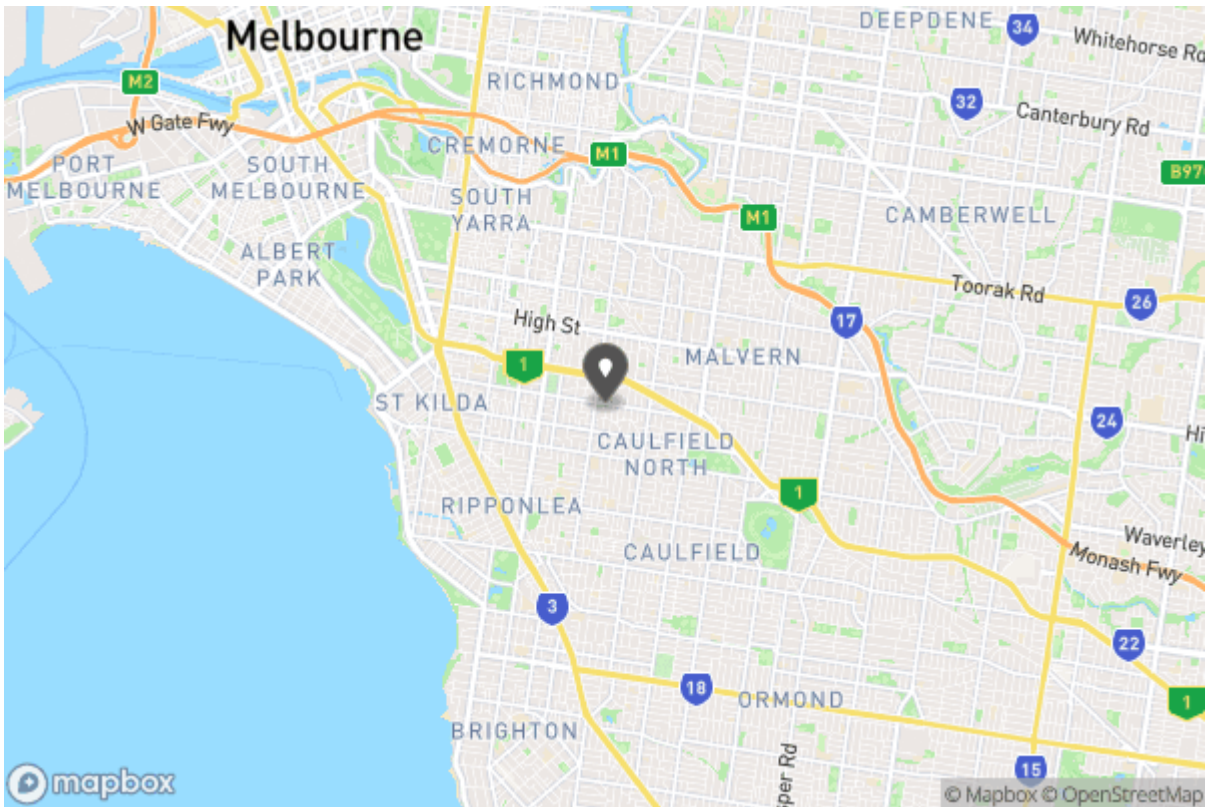 DEEPDENE
34
Whitehorse Rd
Melbourne
M2
RICHMOND
32
Canterbury Rd
W Gate Fwy
CREMORNE
M1
PORT
MELBOURNE
SOUTH
MELBOURNE
B97
SOUTH
YARRA
M1
CAMBERWELL
ALBERT
PARK
Toorak Rd
26
High St
17
MALVERN
1
ST KILDA
24
CAULFIELD
NORTH
1
RIPPONLEA
CAULFIELD
Waverley
Monash Fwy
3
22
18
ORMOND
1
BRIGHTON
15
mapbox
© Mapbox © OpenStreetMap